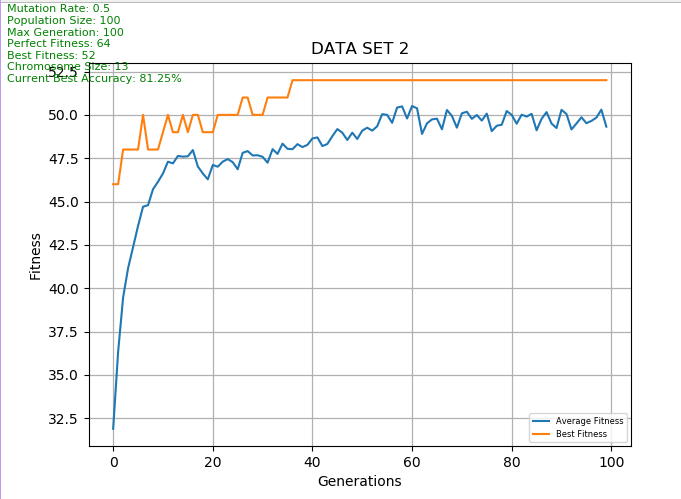 Mutation Rate: 0.5
Population Size: 100
Max Generation: 100
Perfect Fitness: 64
Best Fitness: 52
Chromosome Size: 13
Current Best Accuracy: 81.25%
DATA SET 2
52.5
50.0
47.5
45.0
42.5
40.0
37.5
35.0
32.5
Fitness
0 20 40 60 80 100
Generations
Average Fitness
Best Fitness